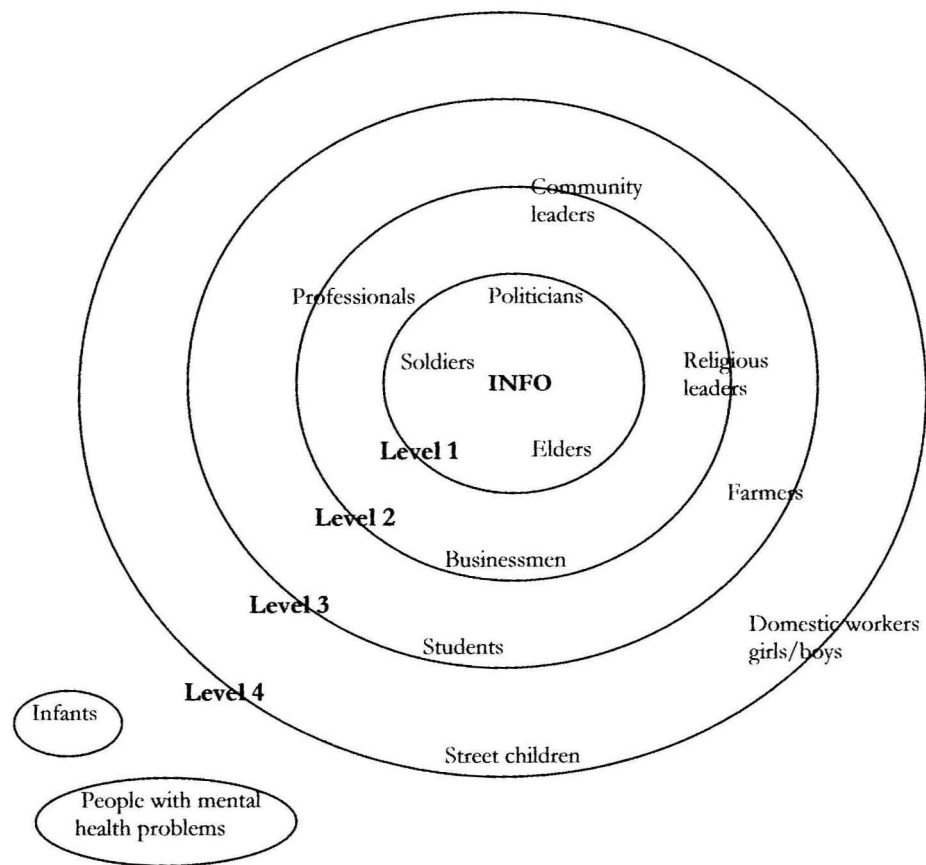 Community
leaders
Professionals
Politicians
Soldiers
INFO
Religious
leaders
Level 1
Elders
Level 2
Farmers
Businessmen
Level 3
Students
Domestic workers
girls/boys
Level 4
Infants
Street children
People with mental
health problems